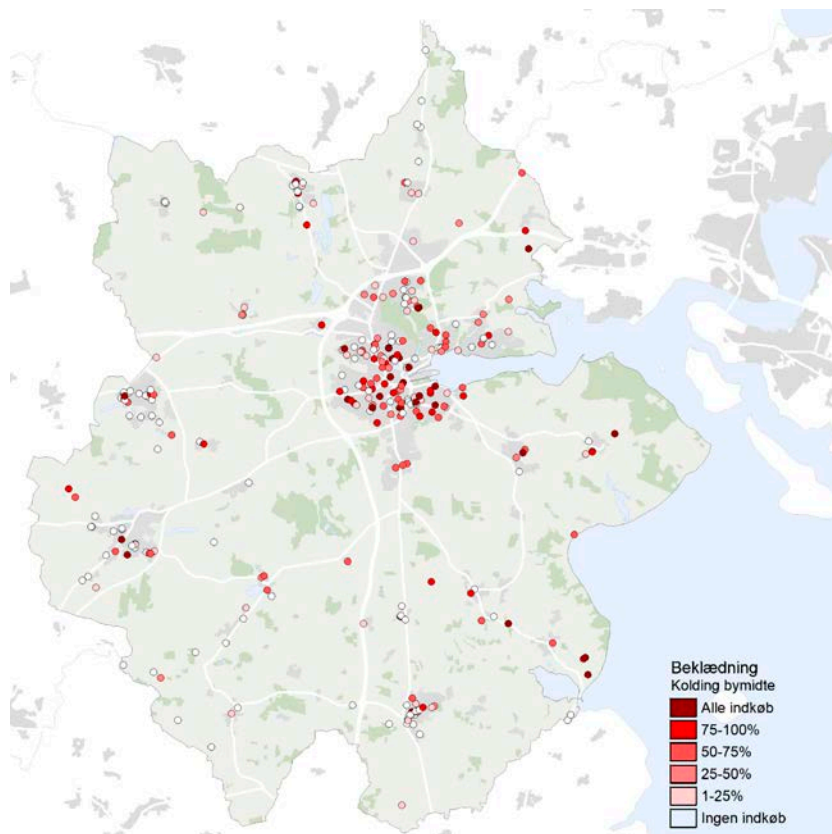 Beklædning
Kolding bymidte
Alle indkøb
75-100%
50-75%
25-50%
1-25%
Ingen indkøb